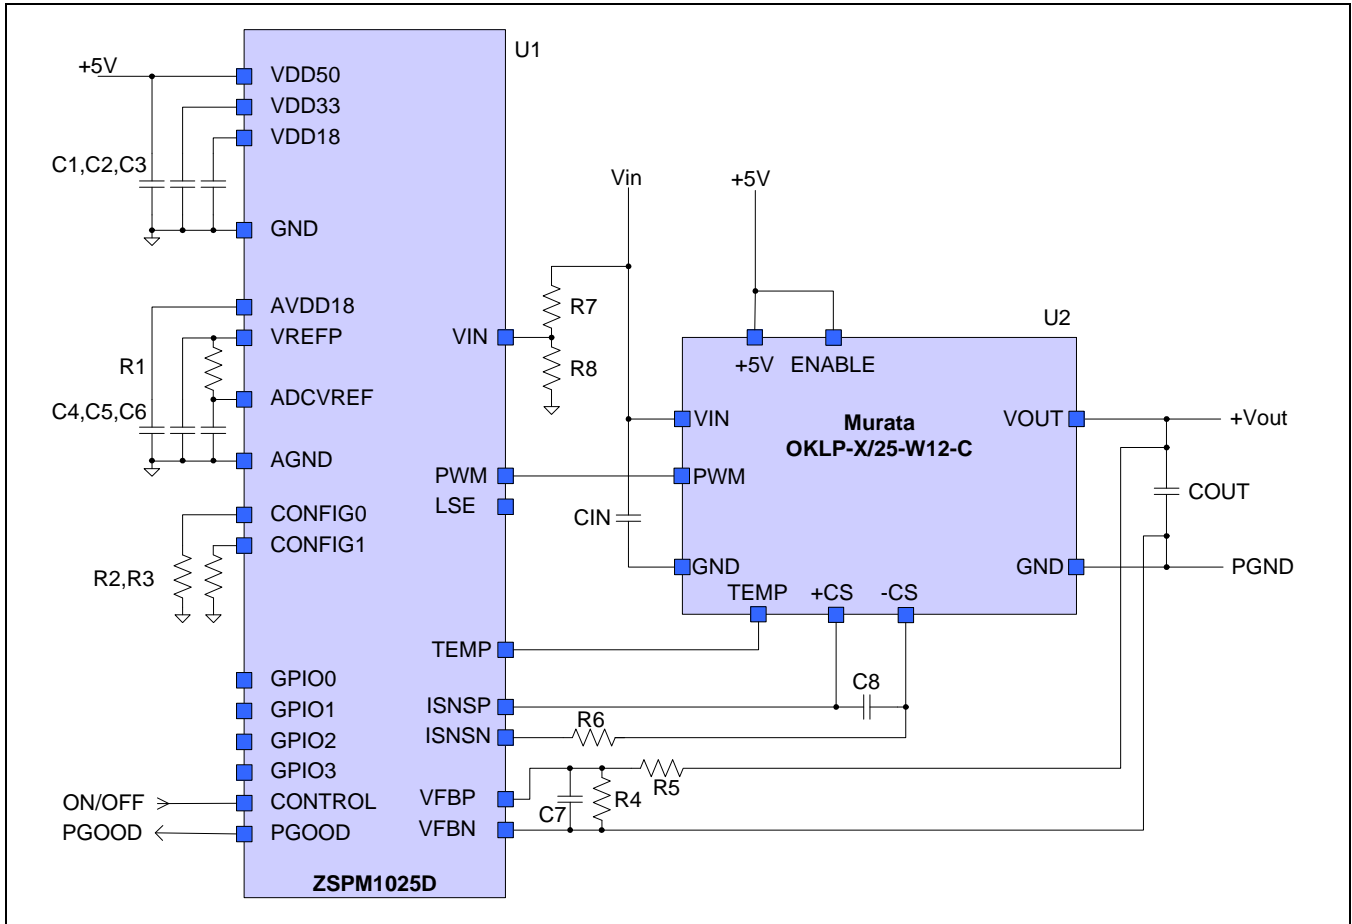 U1
+5V
VDD50
VDD33
VDD18
C1,C2,C3
GND
AVDD18
VREFP
R1
ADCVREF
C4,C5,C6
AGND
CONFIG0
CONFIG1
R2,R3
GPIO0
GPIO1
GPIO2
GPIO3
ON/OFF
CONTROL
PGOOD
PGOOD
ZSPM1025D
VIN
PWM
LSE
TEMP
ISNSP
ISNSN
VFBP
VFBN
Vin
R7
R8
CIN
+5V
U2
+5V
ENABLE
VIN
Murata
OKLP-X/25-W12-C
VOUT
PWM
GND
GND
TEMP
+CS
-CS
+Vout
COUT
PGND
C8
R6
R5
C7
R4